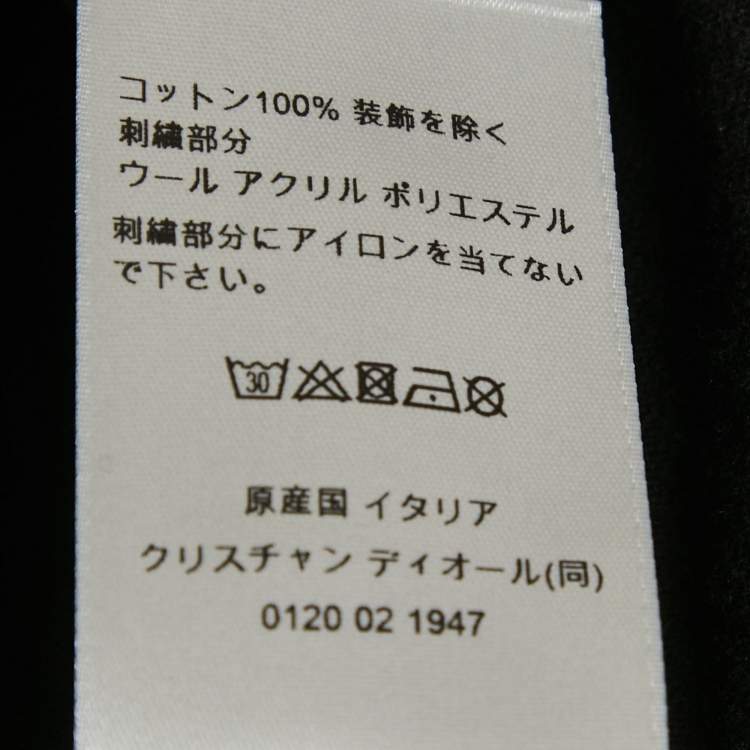 コットン100% 装飾を除く
刺繍部分
ウール アクリル ポリエステル
刺繍部分にアイロンを当てない
で下さい。
30
原産国 イタリア
クリスチャン ディオール(同)
0120 02 1947